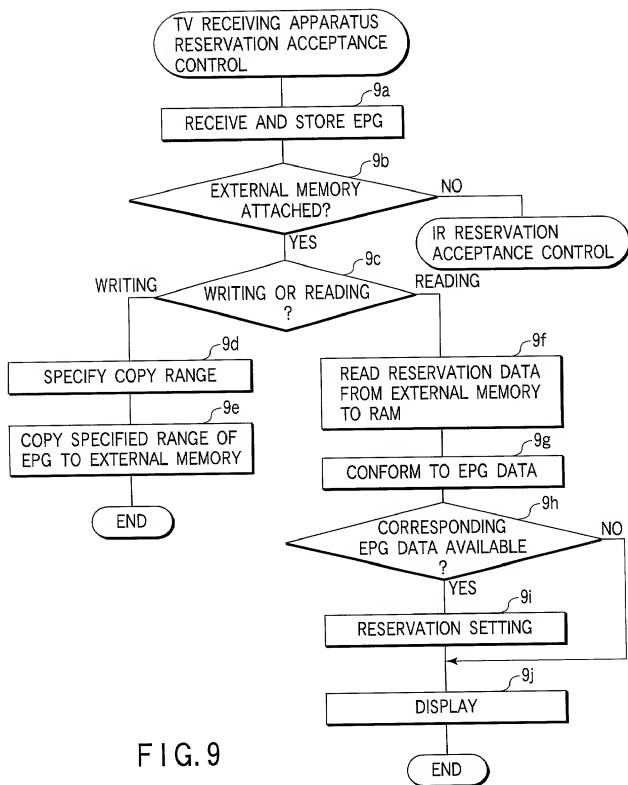 TV RECEIVING APPARATUS
RESERVATION ACCEPTANCE
CONTROL
9a
RECEIVE AND STORE EPG
9b
EXTERNAL MEMORY
ATTACHED?
NO
YES
IR RESERVATION
ACCEPTANCE CONTROL
9c
WRITING
WRITING OR READING
?
READING
9d
SPECIFY COPY RANGE
9e
COPY SPECIFIED RANGE OF
EPG TO EXTERNAL MEMORY
END
9f
READ RESERVATION DATA
FROM EXTERNAL MEMORY
TO RAM
9g
CONFORM TO EPG DATA
9h
CORRESPONDING
EPG DATA AVAILABLE
?
NO
YES
9i
RESERVATION SETTING
9j
DISPLAY
END
FIG.9